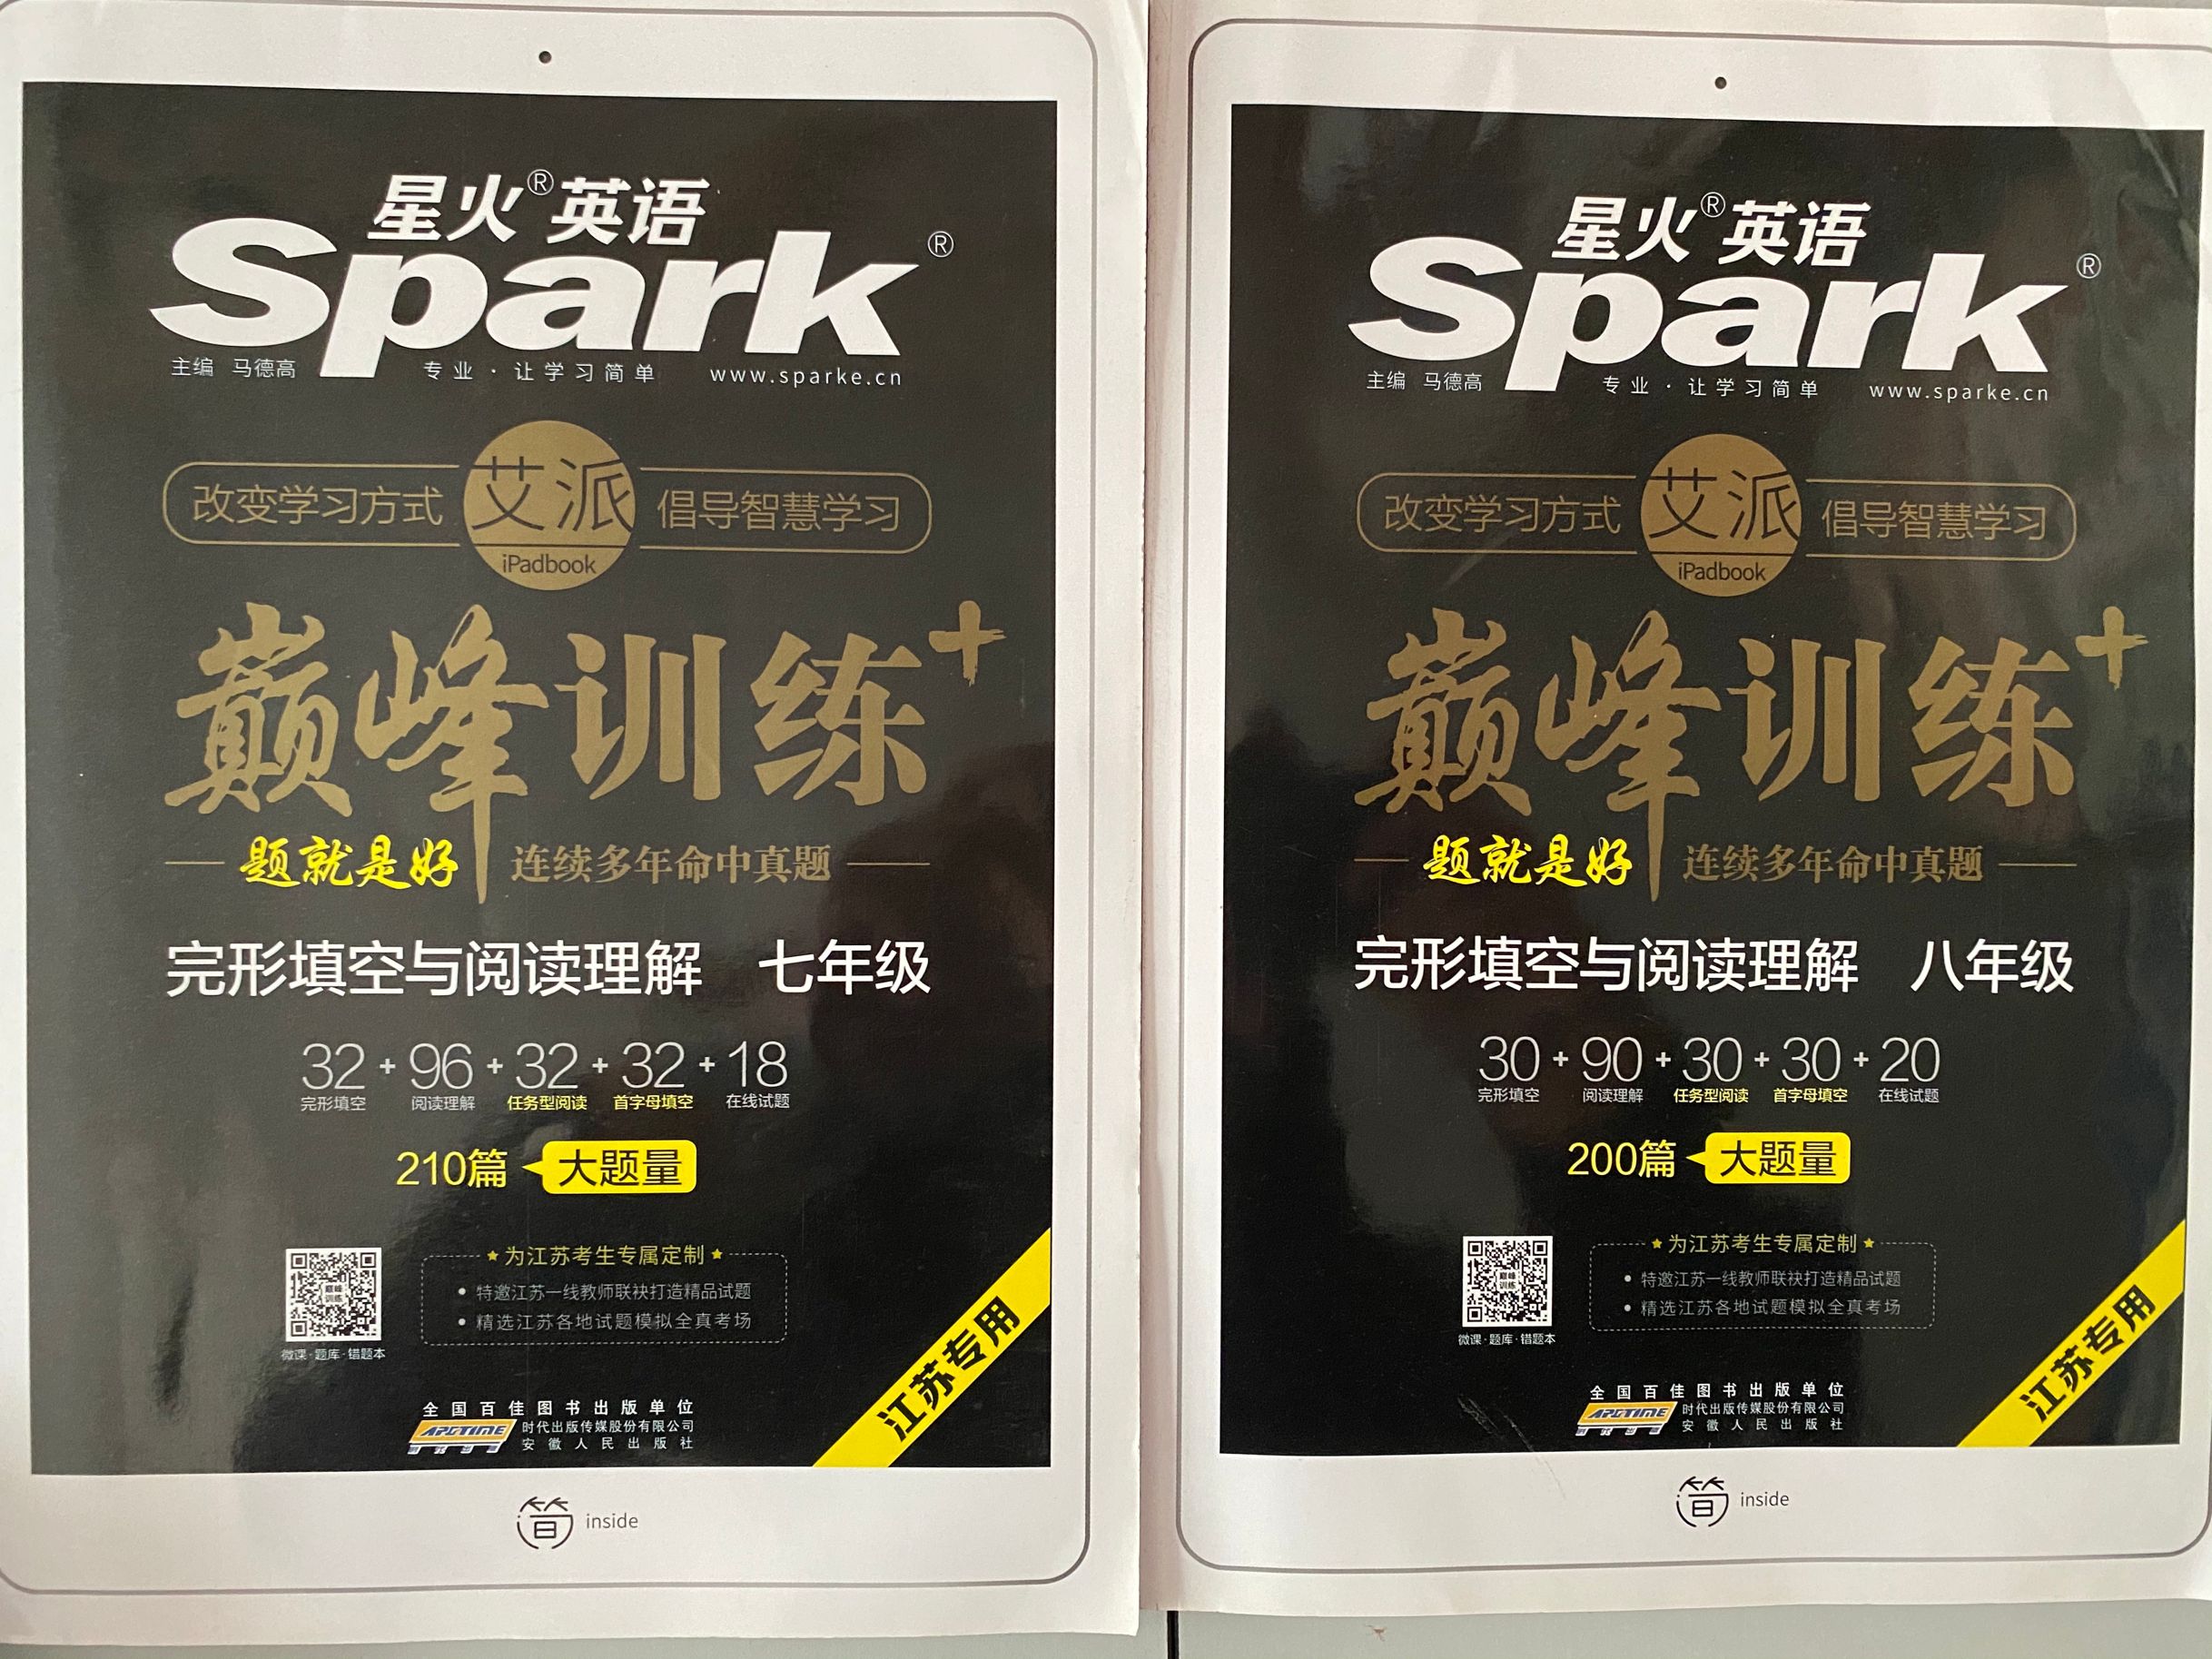 星火®英语
Spark®
主编 马德高 专业·让学习简单 www.sparke.cn
改变学习方式 艾派 倡导智慧学习
iPadbook
巅峰训练+
题就是好 连续多年命中真题
完形填空与阅读理解 七年级
32+96+32+32+18
完形填空 阅读理解 任务型阅读 首字母填空 在线试题
210篇 大题量
为江苏考生专属定制
• 特邀江苏一线教师联袂打造精品试题
• 精选江苏各地试题模拟全真考场
巅峰训练
微课·题库·错题本
江苏专用
全国百佳图书出版单位
APGTIME 时代出版传媒股份有限公司
安徽人民出版社
简 inside
星火®英语
Spark®
主编 马德高 专业·让学习简单 www.sparke.cn
改变学习方式 艾派 倡导智慧学习
iPadbook
巅峰训练+
题就是好 连续多年命中真题
完形填空与阅读理解 八年级
30+90+30+30+20
完形填空 阅读理解 任务型阅读 首字母填空 在线试题
200篇 大题量
为江苏考生专属定制
• 特邀江苏一线教师联袂打造精品试题
• 精选江苏各地试题模拟全真考场
巅峰训练
微课·题库·错题本
江苏专用
全国百佳图书出版单位
APGTIME 时代出版传媒股份有限公司
安徽人民出版社
简 inside